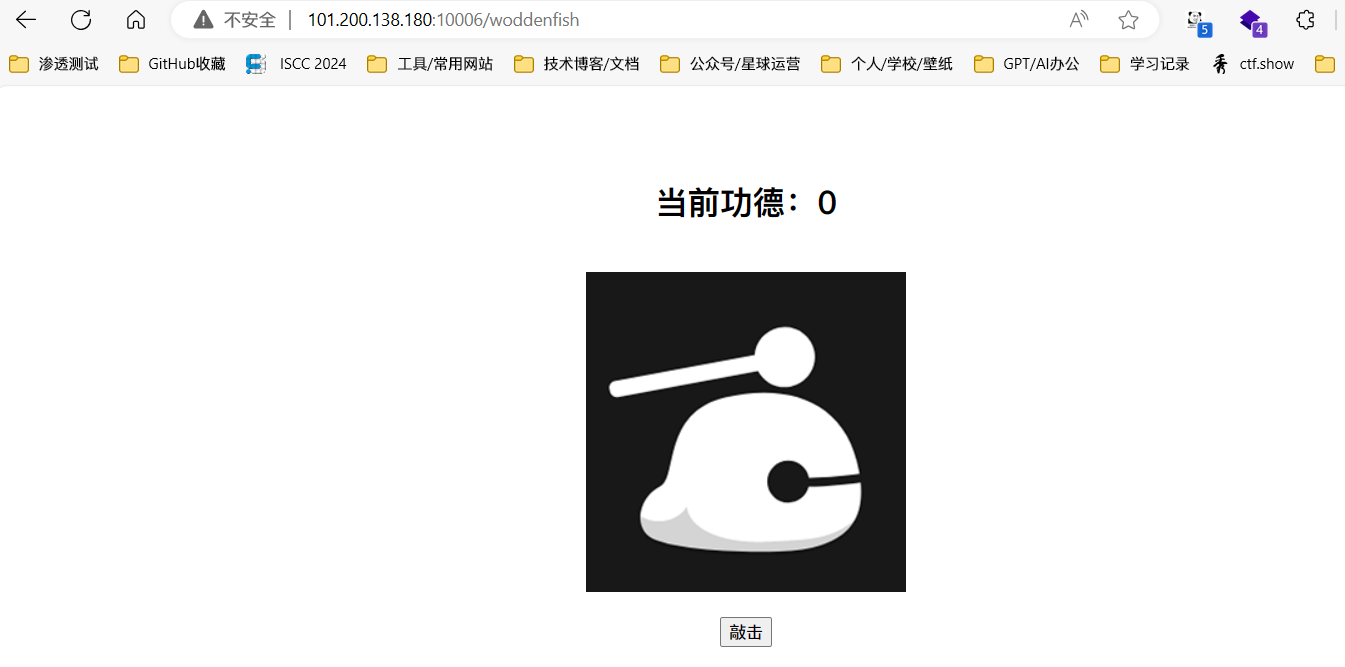 不安全 101.200.138.180:10006/woddenfish A 5 4
渗透测试 GitHub收藏 ISCC 2024 工具/常用网站 技术博客/文档 公众号/星球运营 个人/学校/壁纸 GPT/AI办公 学习记录 ctf.show
当前功德：0
敲击